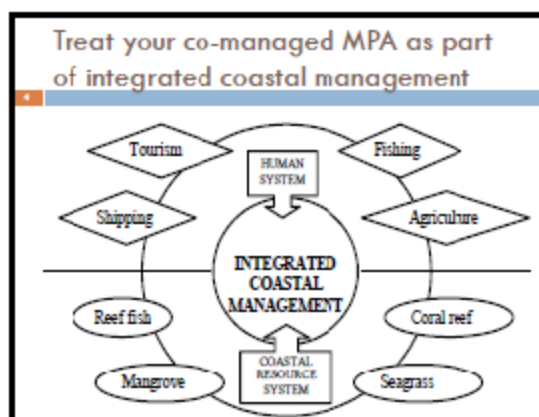 Treat your co-managed MPA as part
of integrated coastal management
4
Tourism
HUMAN
SYSTEM
Fishing
Shipping
Agriculture
INTEGRATED
COASTAL
MANAGEMENT
Reef fish
Coral reef
COASTAL
RESOURCE
SYSTEM
Mangrove
Seagrass